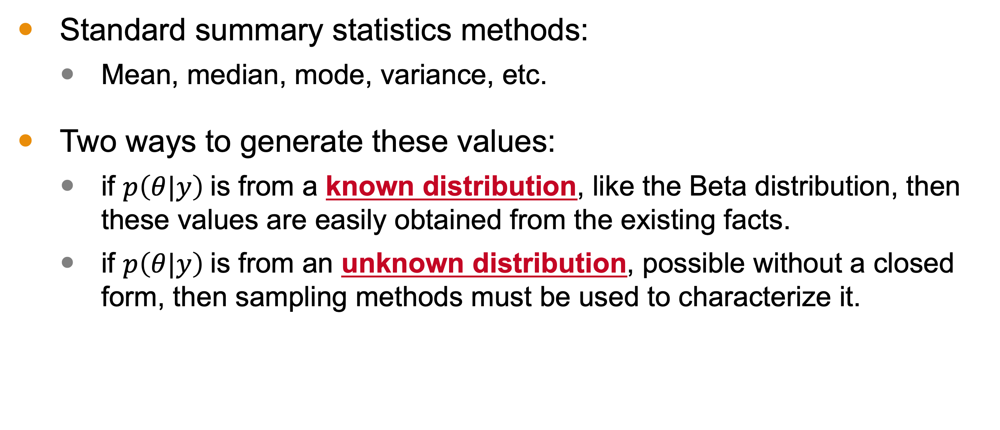 Standard summary statistics methods:
Mean, median, mode, variance, etc.
Two ways to generate these values:
if p(θ|y) is from a known distribution, like the Beta distribution, then
these values are easily obtained from the existing facts.
if p(θ|y) is from an unknown distribution, possible without a closed
form, then sampling methods must be used to characterize it.